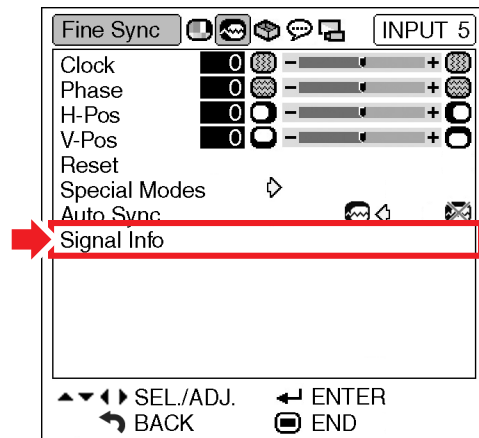 Fine Sync INPUT 5
Clock 0 - +
Phase 0 - +
H-Pos 0 - +
V-Pos 0 - +
Reset
Special Modes
Auto Sync
Signal Info
SEL./ADJ. ENTER
BACK END